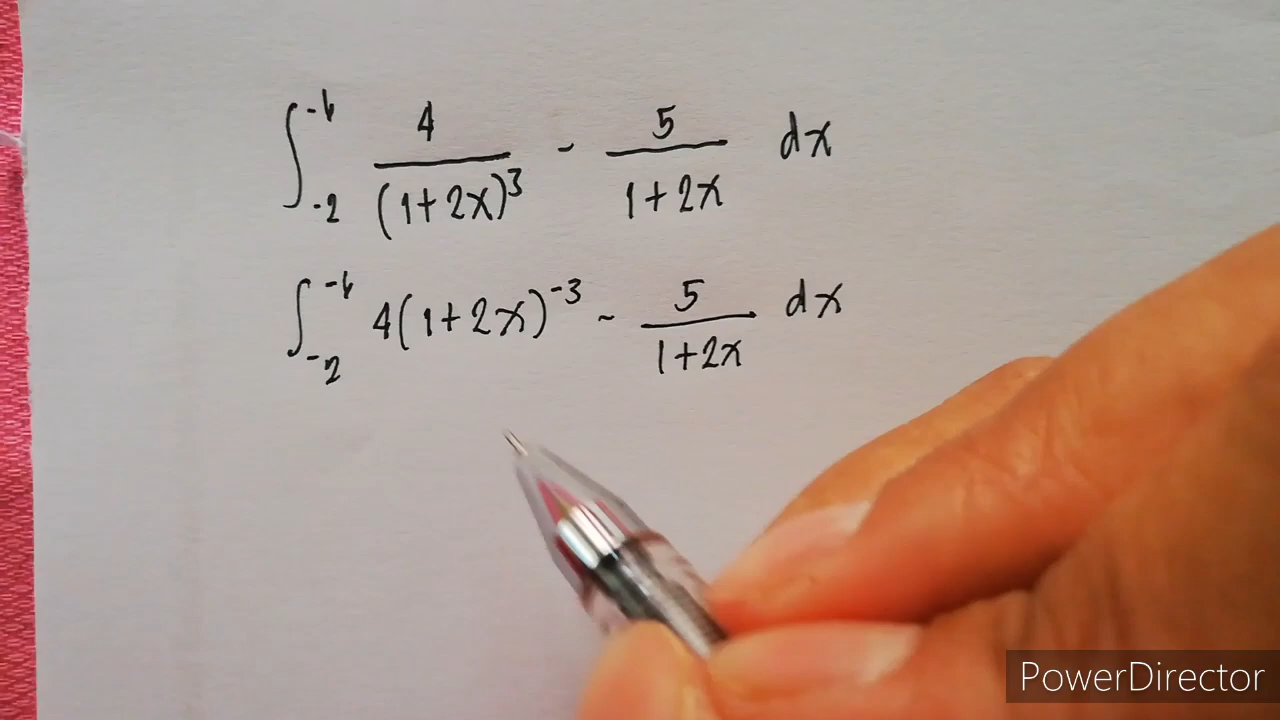 ∫_{-2}^{-1} 4/(1+2x)^3 - 5/(1+2x) dx
∫_{-2}^{-1} 4(1+2x)^{-3} - 5/(1+2x) dx
PowerDirector